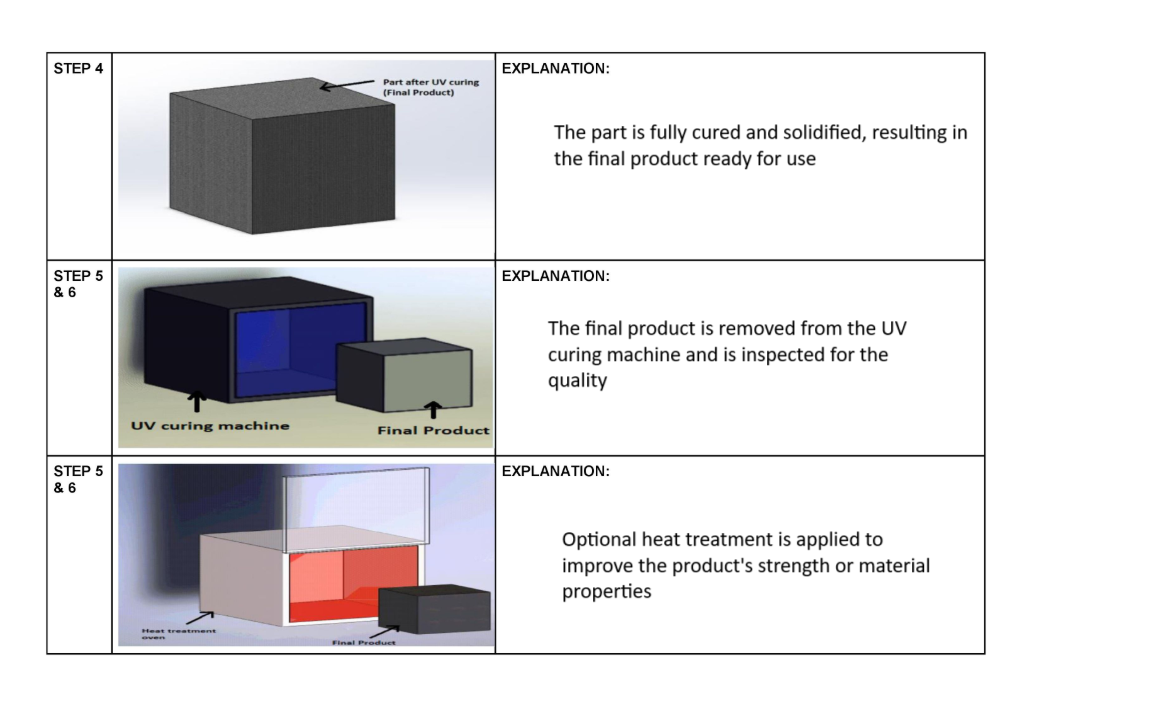 STEP 4
Part after UV curing
(Final Product)
EXPLANATION:
The part is fully cured and solidified, resulting in
the final product ready for use
STEP 5
& 6
UV curing machine
Final Product
EXPLANATION:
The final product is removed from the UV
curing machine and is inspected for the
quality
STEP 5
& 6
Heat treatment
oven
Final Product
EXPLANATION:
Optional heat treatment is applied to
improve the product's strength or material
properties